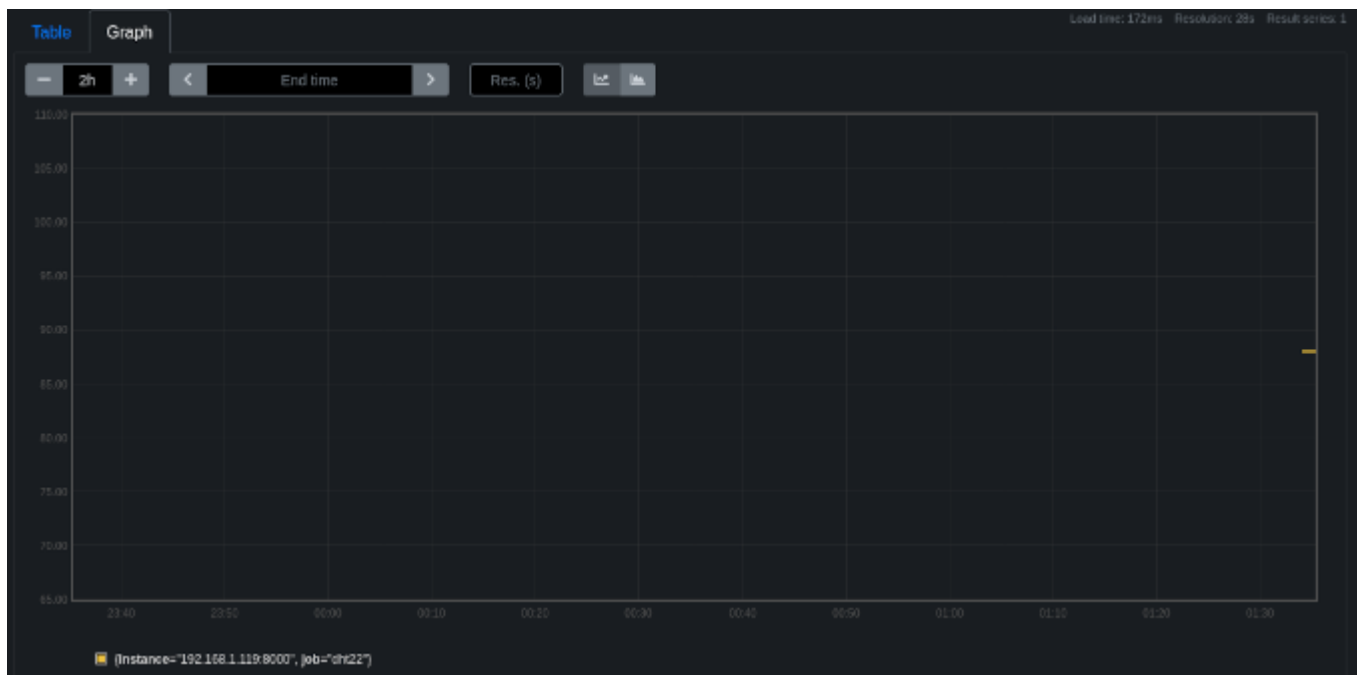 Load time: 172ms Resolution: 28s Result series: 1
Table Graph
2h End time Res. (s)
110.00
105.00
100.00
95.00
90.00
85.00
80.00
75.00
70.00
65.00
23:40 23:50 00:00 00:10 00:20 00:30 00:40 00:50 01:00 01:10 01:20 01:30
{instance="192.168.1.119:8000", job="dht22"}